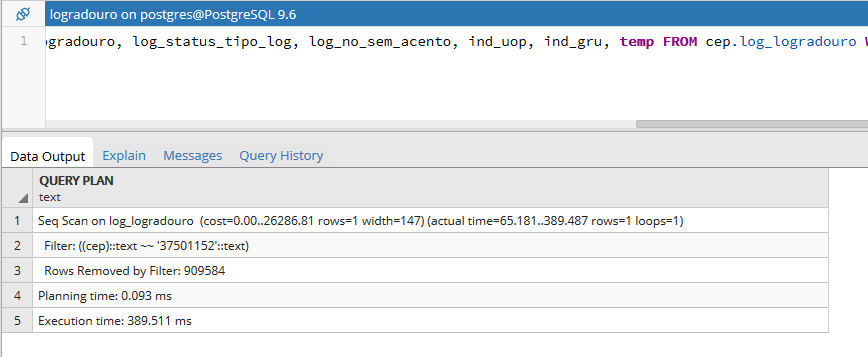 logradouro on postgres@PostgreSQL 9.6
1 ogradouro, log_status_tipo_log, log_no_sem_acento, ind_uop, ind_gru, temp FROM cep.log_logradouro W
Data Output Explain Messages Query History
QUERY PLAN
text
1 Seq Scan on log_logradouro (cost=0.00..26286.81 rows=1 width=147) (actual time=65.181..389.487 rows=1 loops=1)
2 Filter: ((cep)::text ~~ '37501152'::text)
3 Rows Removed by Filter: 909584
4 Planning time: 0.093 ms
5 Execution time: 389.511 ms